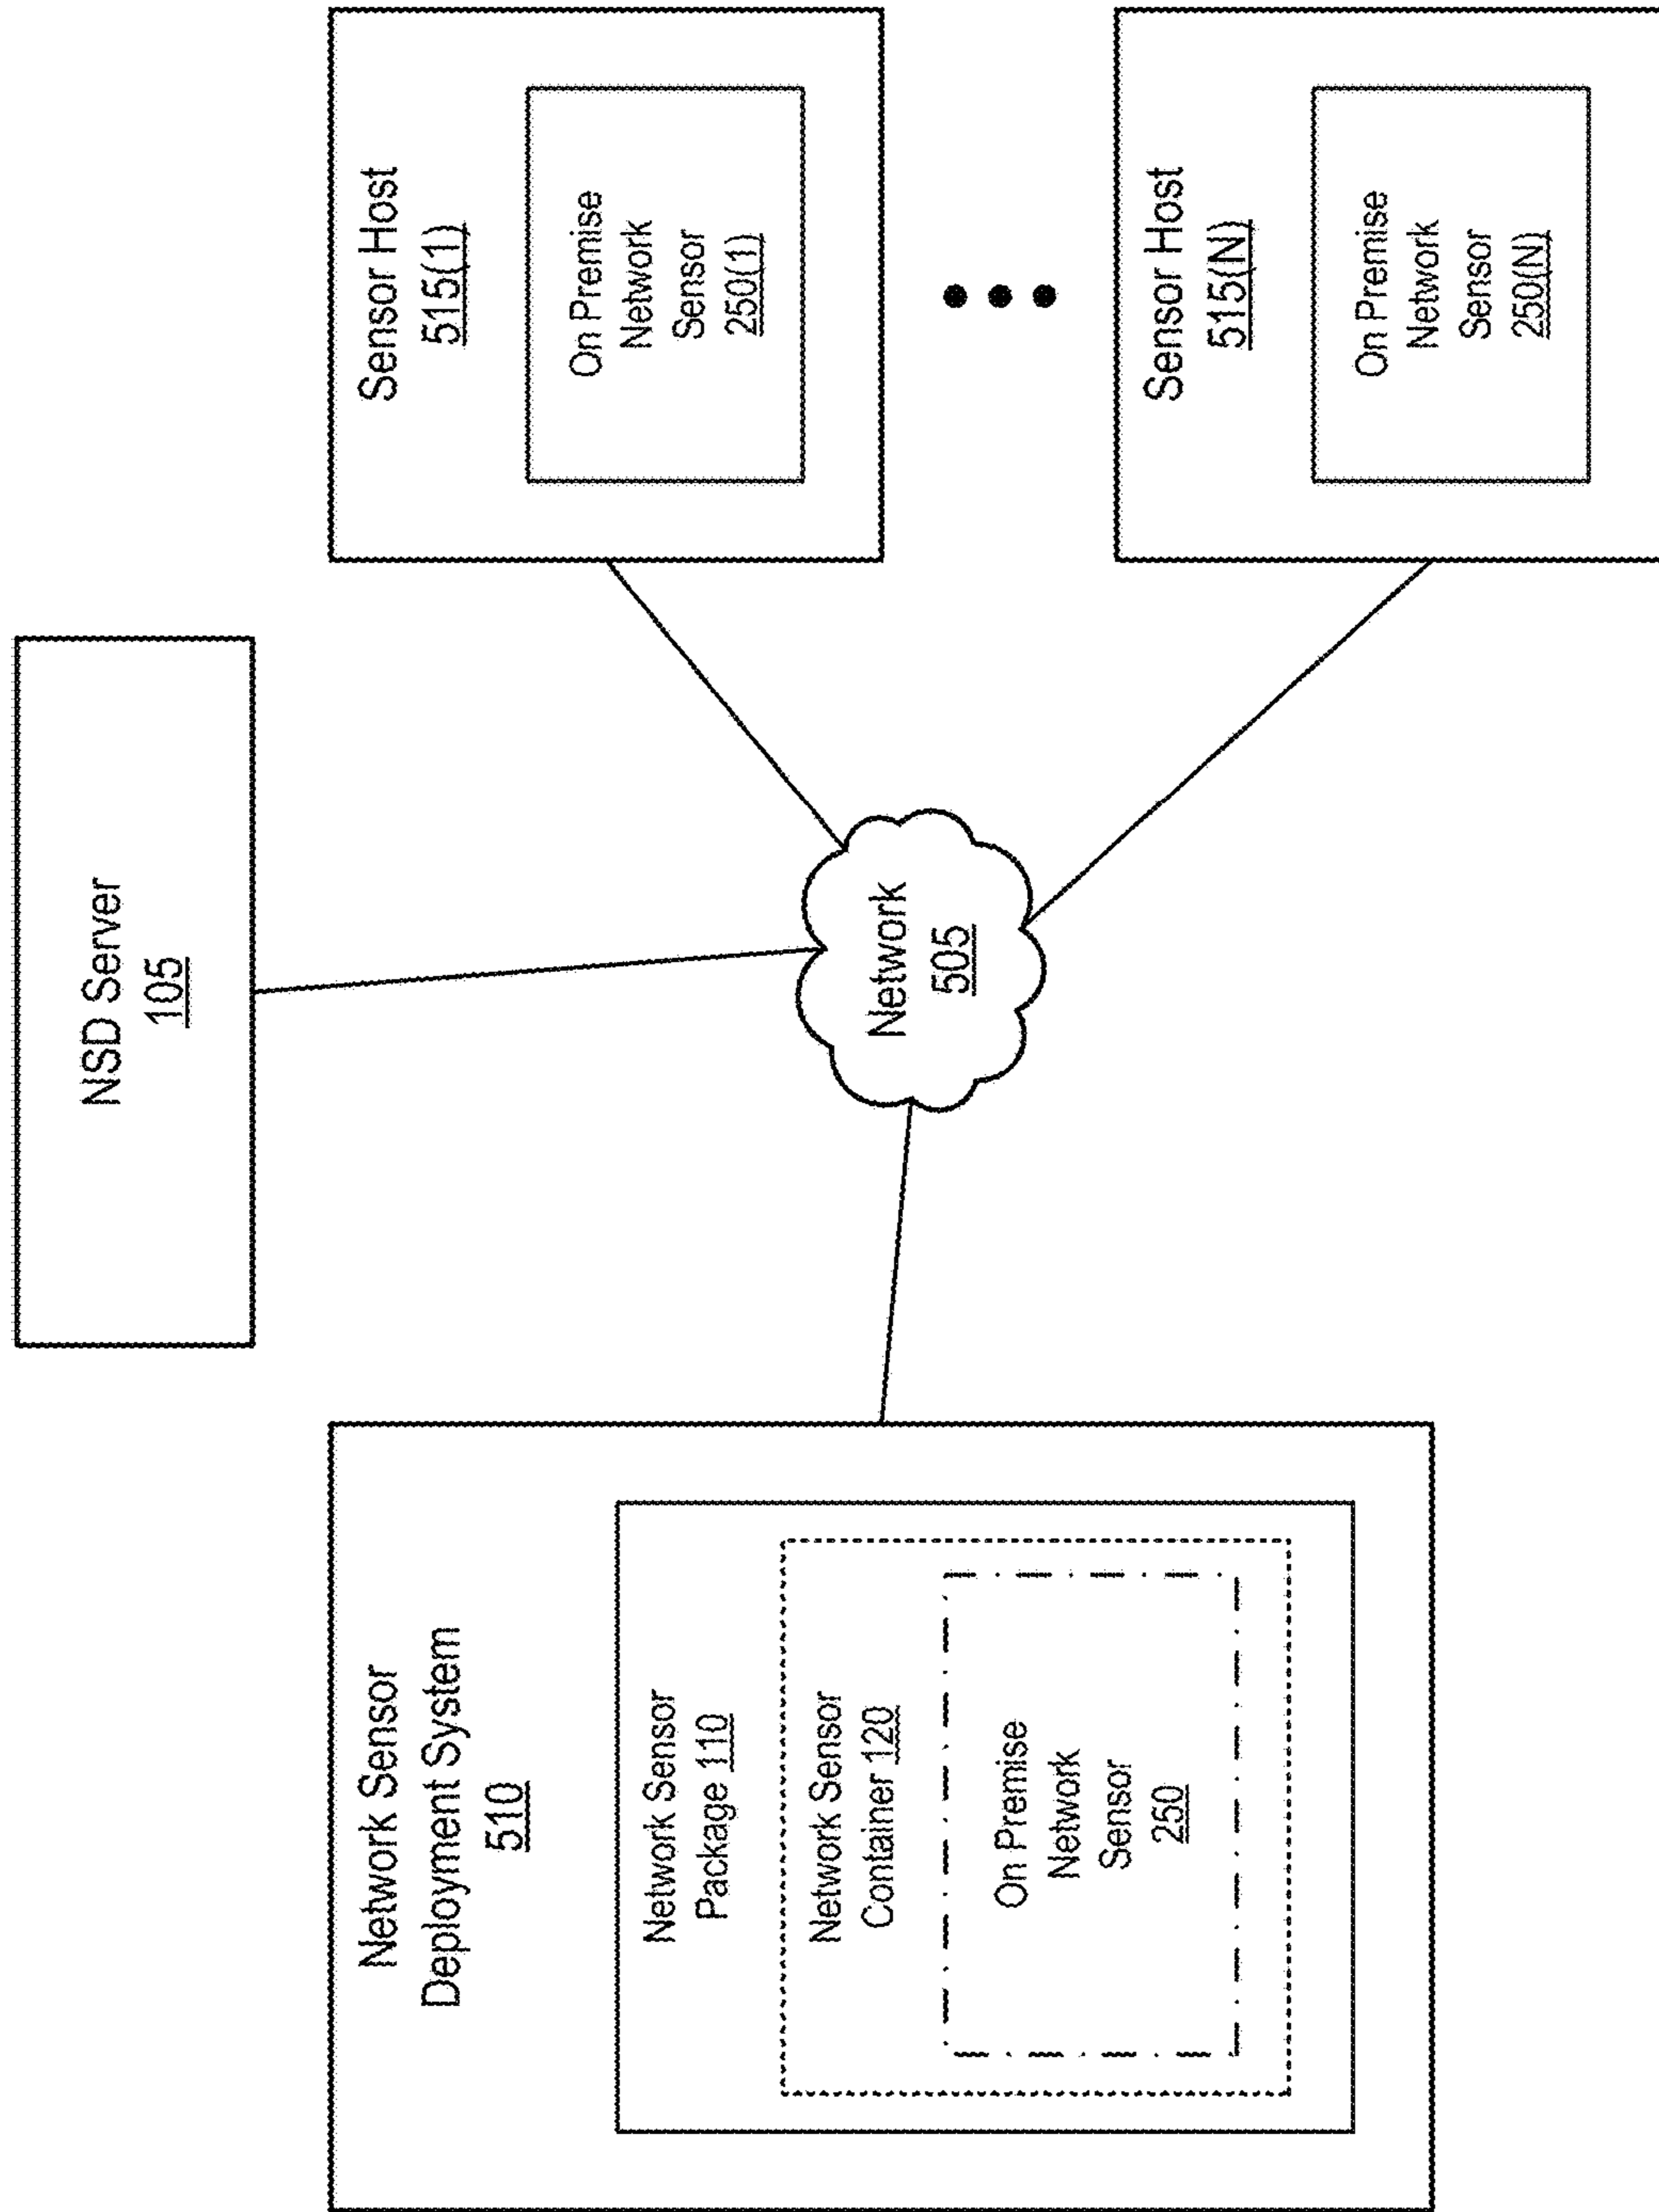 NSD Server
105
Network Sensor
Deployment System
510
Network Sensor
Package 110
Network Sensor
Container 120
On Premise
Network
Sensor
250
Network
505
Sensor Host
515(1)
On Premise
Network
Sensor
250(1)
Sensor Host
515(N)
On Premise
Network
Sensor
250(N)